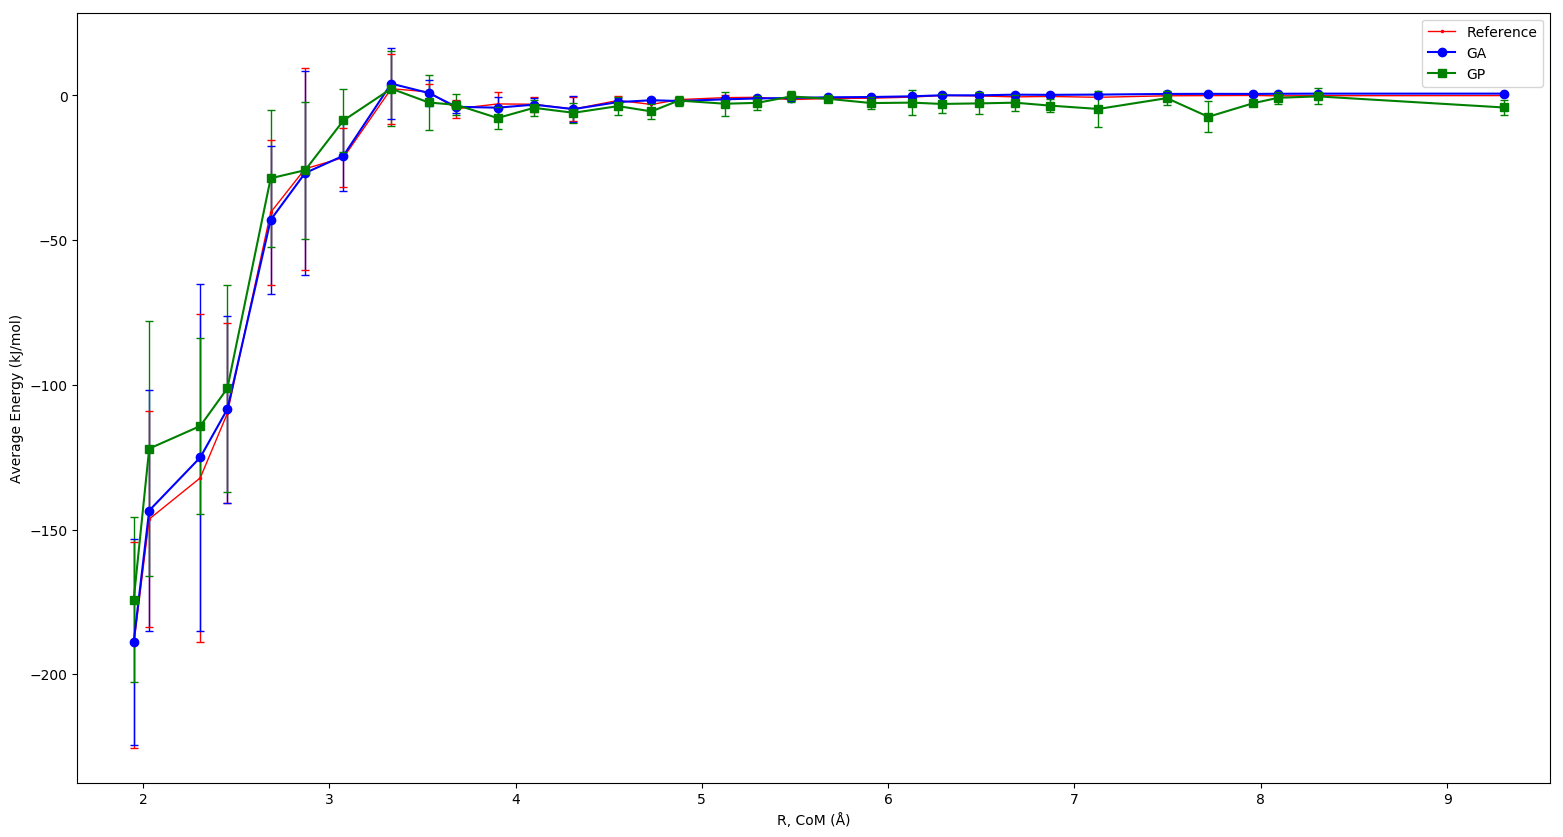 Reference
GA
GP
0
−50
−100
−150
−200
Average Energy (kJ/mol)
2 3 4 5 6 7 8 9
R, CoM (Å)